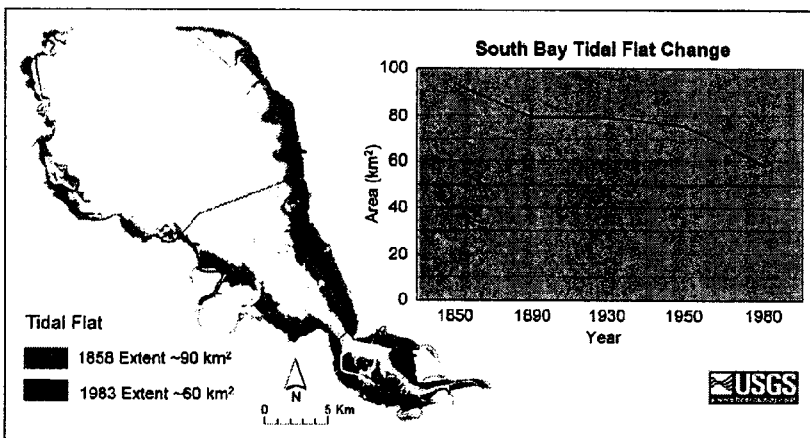 South Bay Tidal Flat Change
100
80
60
40
20
0
Area (km²)
1850 1890 1930 1950 1980
Year
Tidal Flat
1858 Extent ~90 km²
1983 Extent ~60 km²
N
0 5 Km
USGS